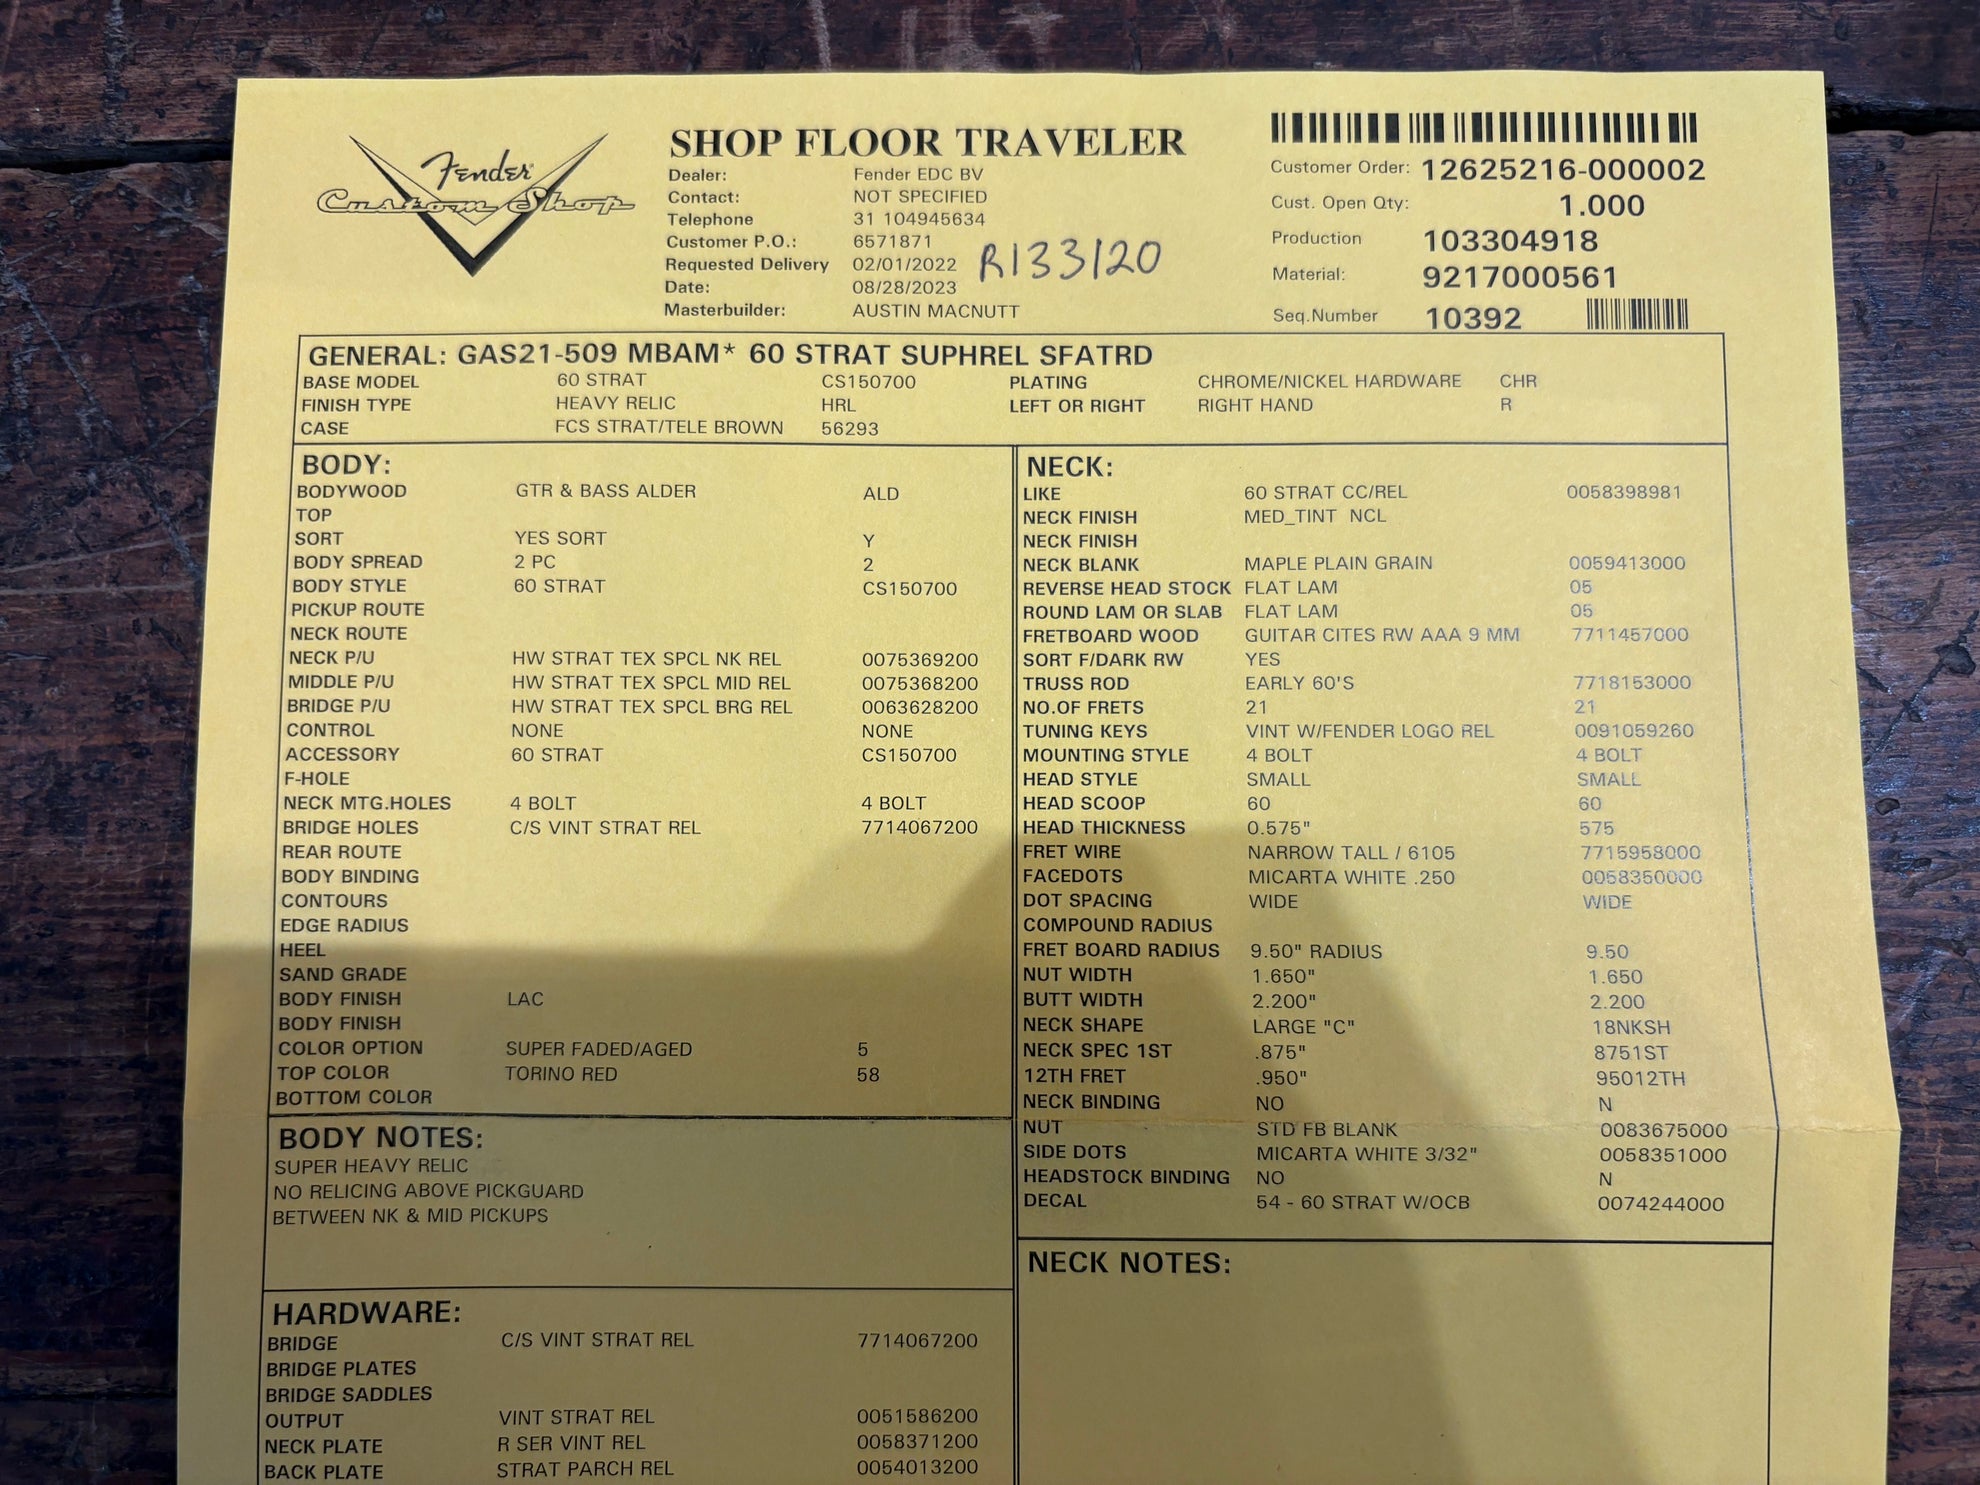 Fender
Custom Shop
SHOP FLOOR TRAVELER
Dealer: Fender EDC BV
Contact: NOT SPECIFIED
Telephone 31 104945634
Customer P.O.: 6571871
Requested Delivery 02/01/2022
R133120
Date: 08/28/2023
Masterbuilder: AUSTIN MACNUTT
Customer Order: 12625216-000002
Cust. Open Qty: 1.000
Production 103304918
Material: 9217000561
Seq.Number 10392
GENERAL: GAS21-509 MBAM* 60 STRAT SUPHREL SFATRD
BASE MODEL 60 STRAT CS150700 PLATING CHROME/NICKEL HARDWARE CHR
FINISH TYPE HEAVY RELIC HRL LEFT OR RIGHT RIGHT HAND R
CASE FCS STRAT/TELE BROWN 56293
BODY:
BODYWOOD GTR & BASS ALDER ALD
TOP
SORT YES SORT Y
BODY SPREAD 2 PC 2
BODY STYLE 60 STRAT CS150700
PICKUP ROUTE
NECK ROUTE
NECK P/U HW STRAT TEX SPCL NK REL 0075369200
MIDDLE P/U HW STRAT TEX SPCL MID REL 0075368200
BRIDGE P/U HW STRAT TEX SPCL BRG REL 0063628200
CONTROL NONE NONE
ACCESSORY 60 STRAT CS150700
F-HOLE
NECK MTG.HOLES 4 BOLT 4 BOLT
BRIDGE HOLES C/S VINT STRAT REL 7714067200
REAR ROUTE
BODY BINDING
CONTOURS
EDGE RADIUS
HEEL
SAND GRADE
BODY FINISH LAC
BODY FINISH
COLOR OPTION SUPER FADED/AGED 5
TOP COLOR TORINO RED 58
BOTTOM COLOR
BODY NOTES:
SUPER HEAVY RELIC
NO RELICING ABOVE PICKGUARD
BETWEEN NK & MID PICKUPS
HARDWARE:
BRIDGE C/S VINT STRAT REL 7714067200
BRIDGE PLATES
BRIDGE SADDLES
OUTPUT VINT STRAT REL 0051586200
NECK PLATE R SER VINT REL 0058371200
BACK PLATE STRAT PARCH REL 0054013200
NECK:
LIKE 60 STRAT CC/REL 0058398981
NECK FINISH MED_TINT NCL
NECK FINISH
NECK BLANK MAPLE PLAIN GRAIN 0059413000
REVERSE HEAD STOCK FLAT LAM 05
ROUND LAM OR SLAB FLAT LAM 05
FRETBOARD WOOD GUITAR CITES RW AAA 9 MM 7711457000
SORT F/DARK RW YES
TRUSS ROD EARLY 60'S 7718153000
NO.OF FRETS 21 21
TUNING KEYS VINT W/FENDER LOGO REL 0091059260
MOUNTING STYLE 4 BOLT 4 BOLT
HEAD STYLE SMALL SMALL
HEAD SCOOP 60 60
HEAD THICKNESS 0.575" 575
FRET WIRE NARROW TALL / 6105 7715958000
FACEDOTS MICARTA WHITE .250 0058350000
DOT SPACING WIDE WIDE
COMPOUND RADIUS
FRET BOARD RADIUS 9.50" RADIUS 9.50
NUT WIDTH 1.650" 1.650
BUTT WIDTH 2.200" 2.200
NECK SHAPE LARGE "C" 18NKSH
NECK SPEC 1ST .875" 8751ST
12TH FRET .950" 95012TH
NECK BINDING NO N
NUT STD FB BLANK 0083675000
SIDE DOTS MICARTA WHITE 3/32" 0058351000
HEADSTOCK BINDING NO N
DECAL 54 - 60 STRAT W/OCB 0074244000
NECK NOTES: